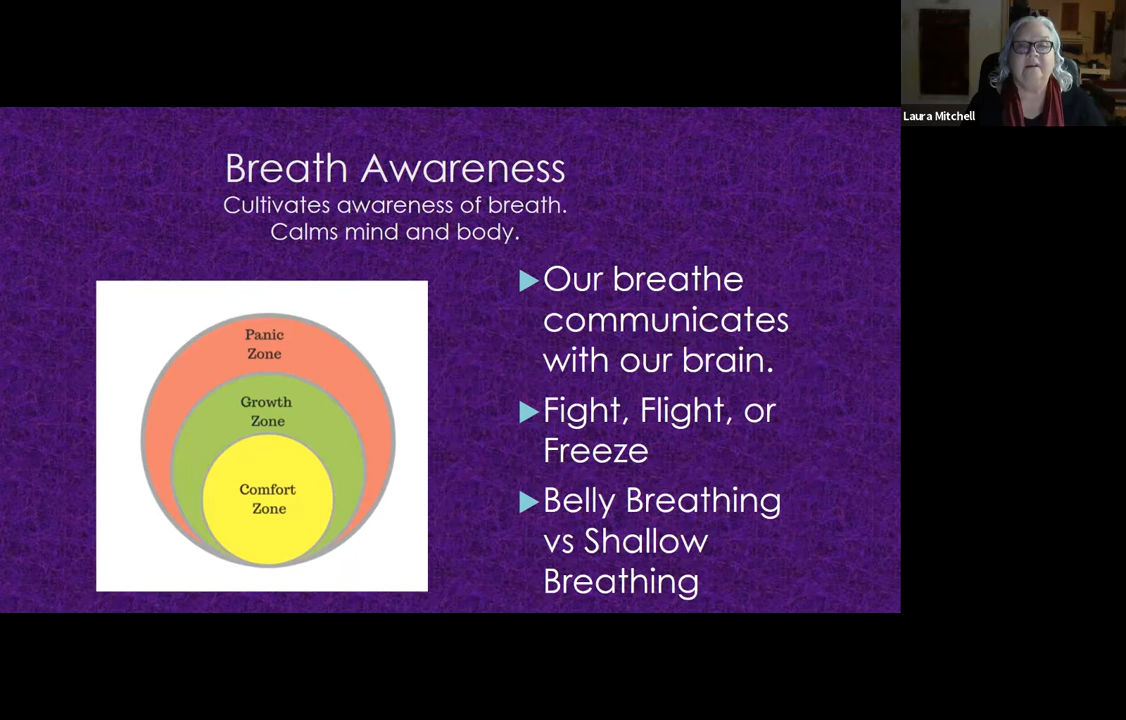 Laura Mitchell
Breath Awareness
Cultivates awareness of breath.
Calms mind and body.
Panic
Zone
Growth
Zone
Comfort
Zone
Our breathe
communicates
with our brain.
Fight, Flight, or
Freeze
Belly Breathing
vs Shallow
Breathing